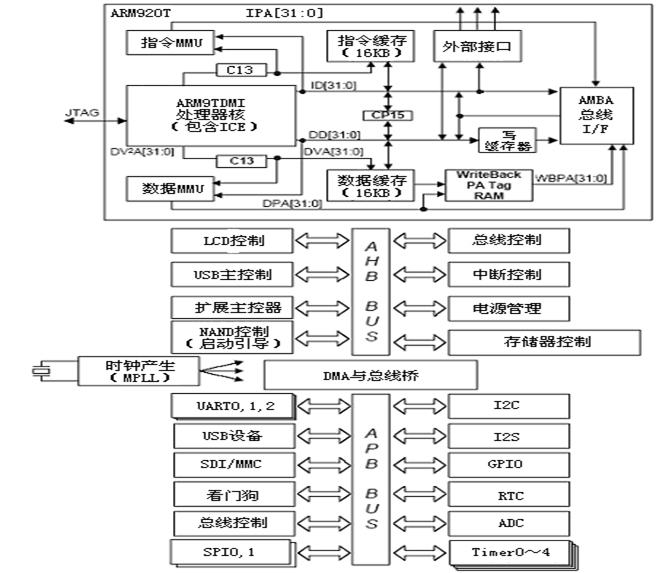 ARM920T
IPA[31:0]
指令MMU
指令缓存
(16KB)
外部接口
C13
ID[31:0]
JTAG
ARM9TDMI
处理器核
(包含ICE)
CP15
AMBA
总线
I/F
DD[31:0]
写
缓存器
DV²A[31:0]
C13
DVA[31:0]
数据MMU
数据缓存
(16KB)
WriteBack
PA Tag
RAM
WBPA[31:0]
DPA[31:0]
LCD控制
总线控制
USB主控制
中断控制
扩展主控器
电源管理
NAND控制
(启动引导)
存储器控制
AHB BUS
时钟产生
(MPLL)
DMA与总线桥
UART0,1,2
I2C
USB设备
I2S
SDI/MMC
GPIO
看门狗
RTC
总线控制
ADC
SPI0,1
Timer0～4
APB BUS